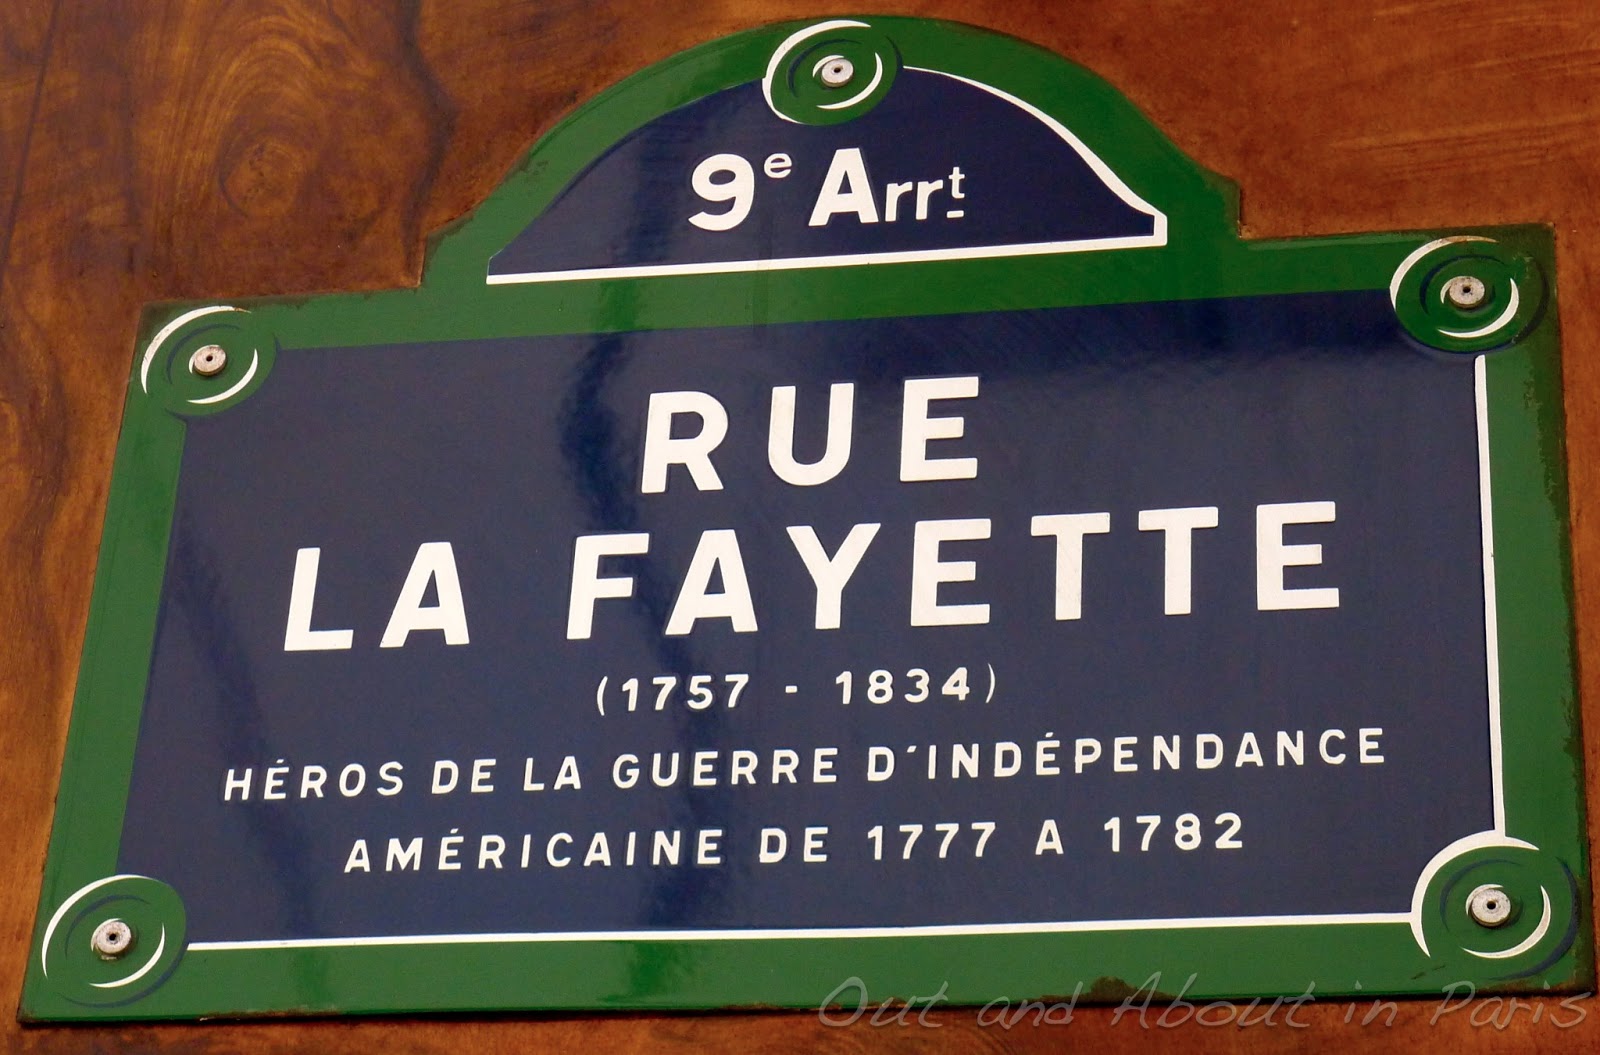 9e Arrt
RUE
LA FAYETTE
(1757 - 1834)
HÉROS DE LA GUERRE D'INDÉPENDANCE
AMÉRICAINE DE 1777 A 1782
Out and About in Paris